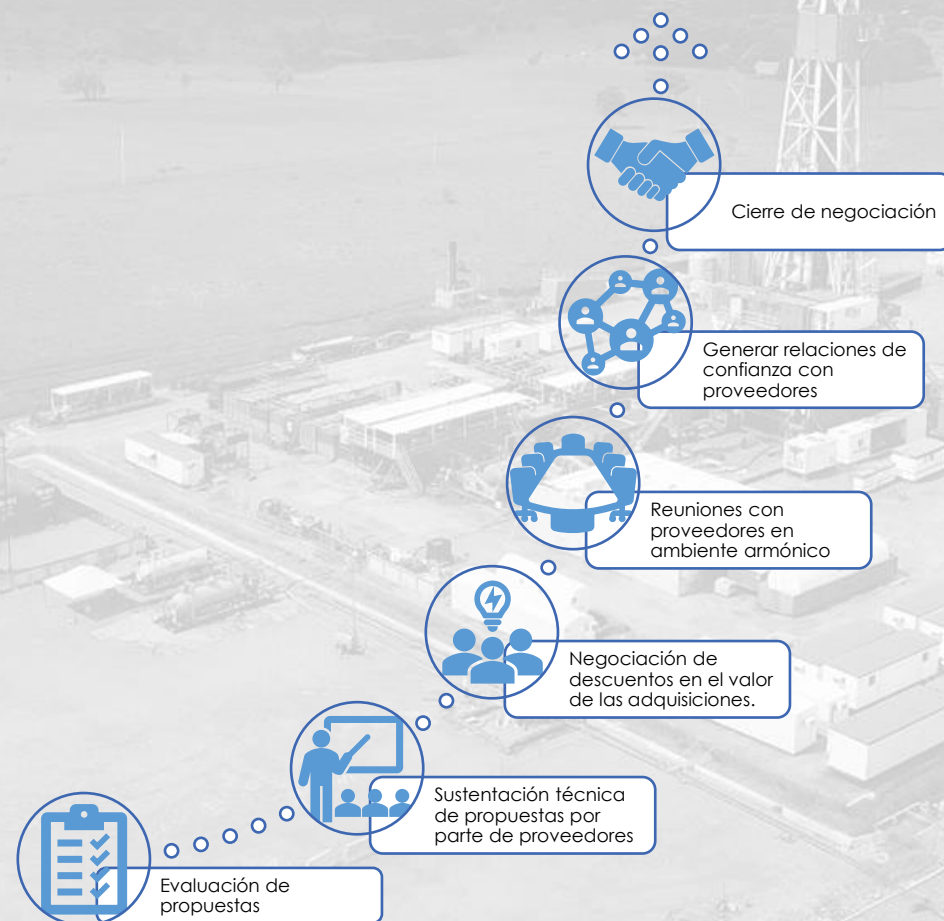 Cierre de negociación
Generar relaciones de
confianza con
proveedores
Reuniones con
proveedores en
ambiente armónico
Negociación de
descuentos en el valor
de las adquisiciones.
Sustentación técnica
de propuestas por
parte de proveedores
Evaluación de
propuestas